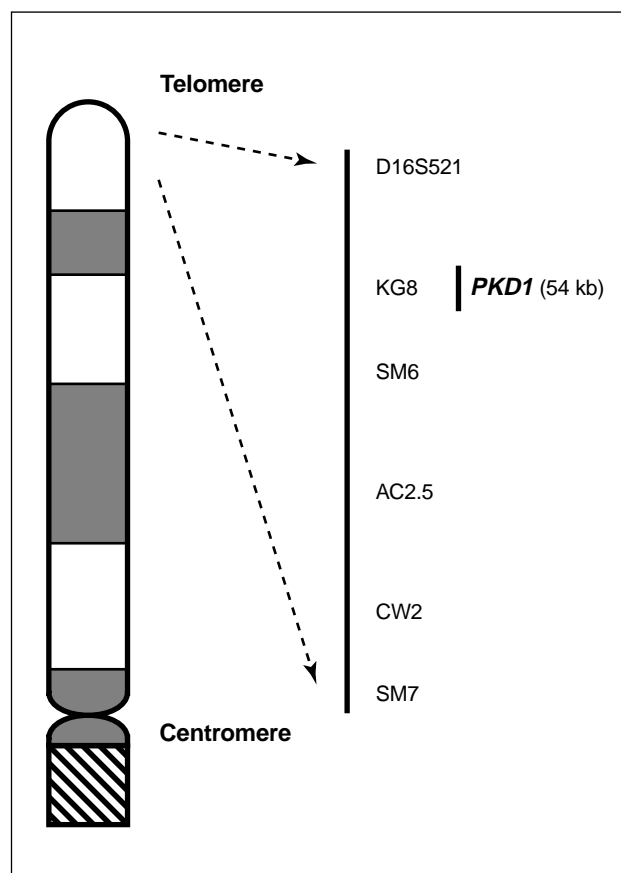 Telomere
D16S521
KG8 PKD1 (54 kb)
SM6
AC2.5
CW2
SM7
Centromere